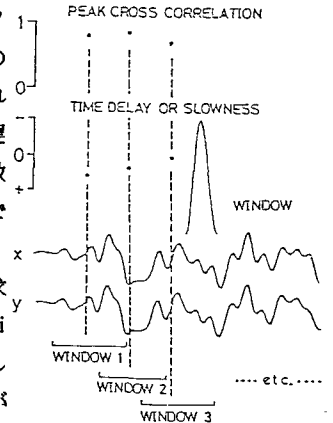 PEAK CROSS CORRELATION
1
0
TIME DELAY OR SLOWNESS
-
0
+
WINDOW
x
y
WINDOW 1
WINDOW 2
.... etc. ....
WINDOW 3